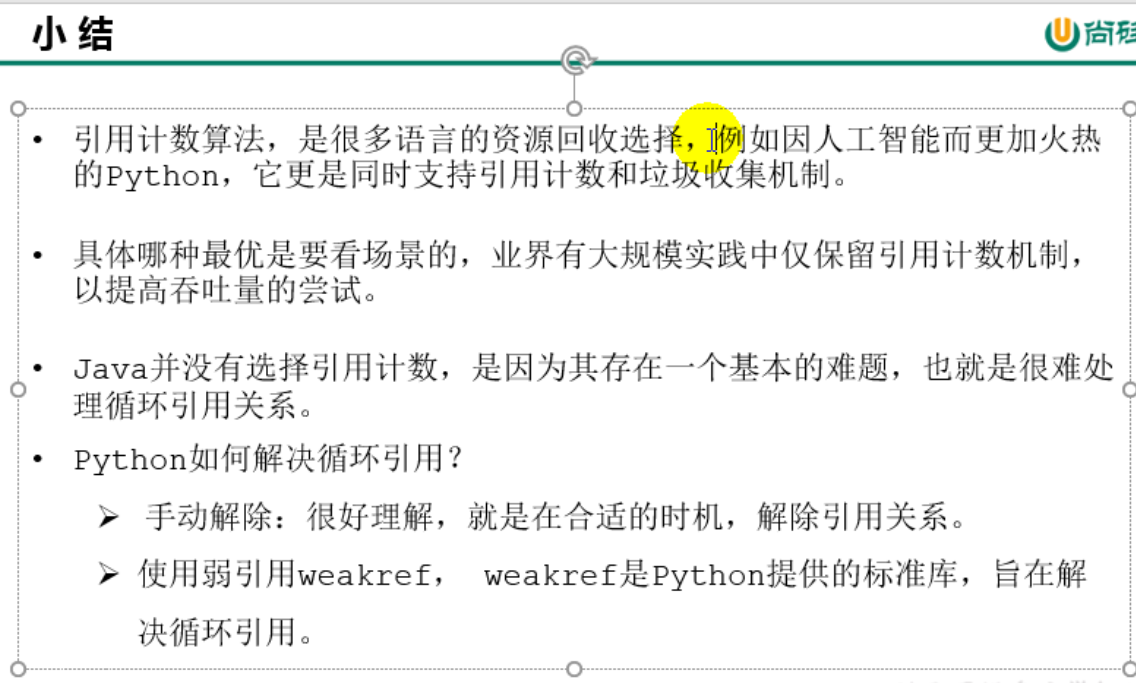 小 结
尚硅
引用计数算法，是很多语言的资源回收选择，例如因人工智能而更加火热
的Python，它更是同时支持引用计数和垃圾收集机制。
具体哪种最优是要看场景的，业界有大规模实践中仅保留引用计数机制，
以提高吞吐量的尝试。
Java并没有选择引用计数，是因为其存在一个基本的难题，也就是很难处
理循环引用关系。
Python如何解决循环引用？
手动解除：很好理解，就是在合适的时机，解除引用关系。
使用弱引用weakref， weakref是Python提供的标准库，旨在解
决循环引用。